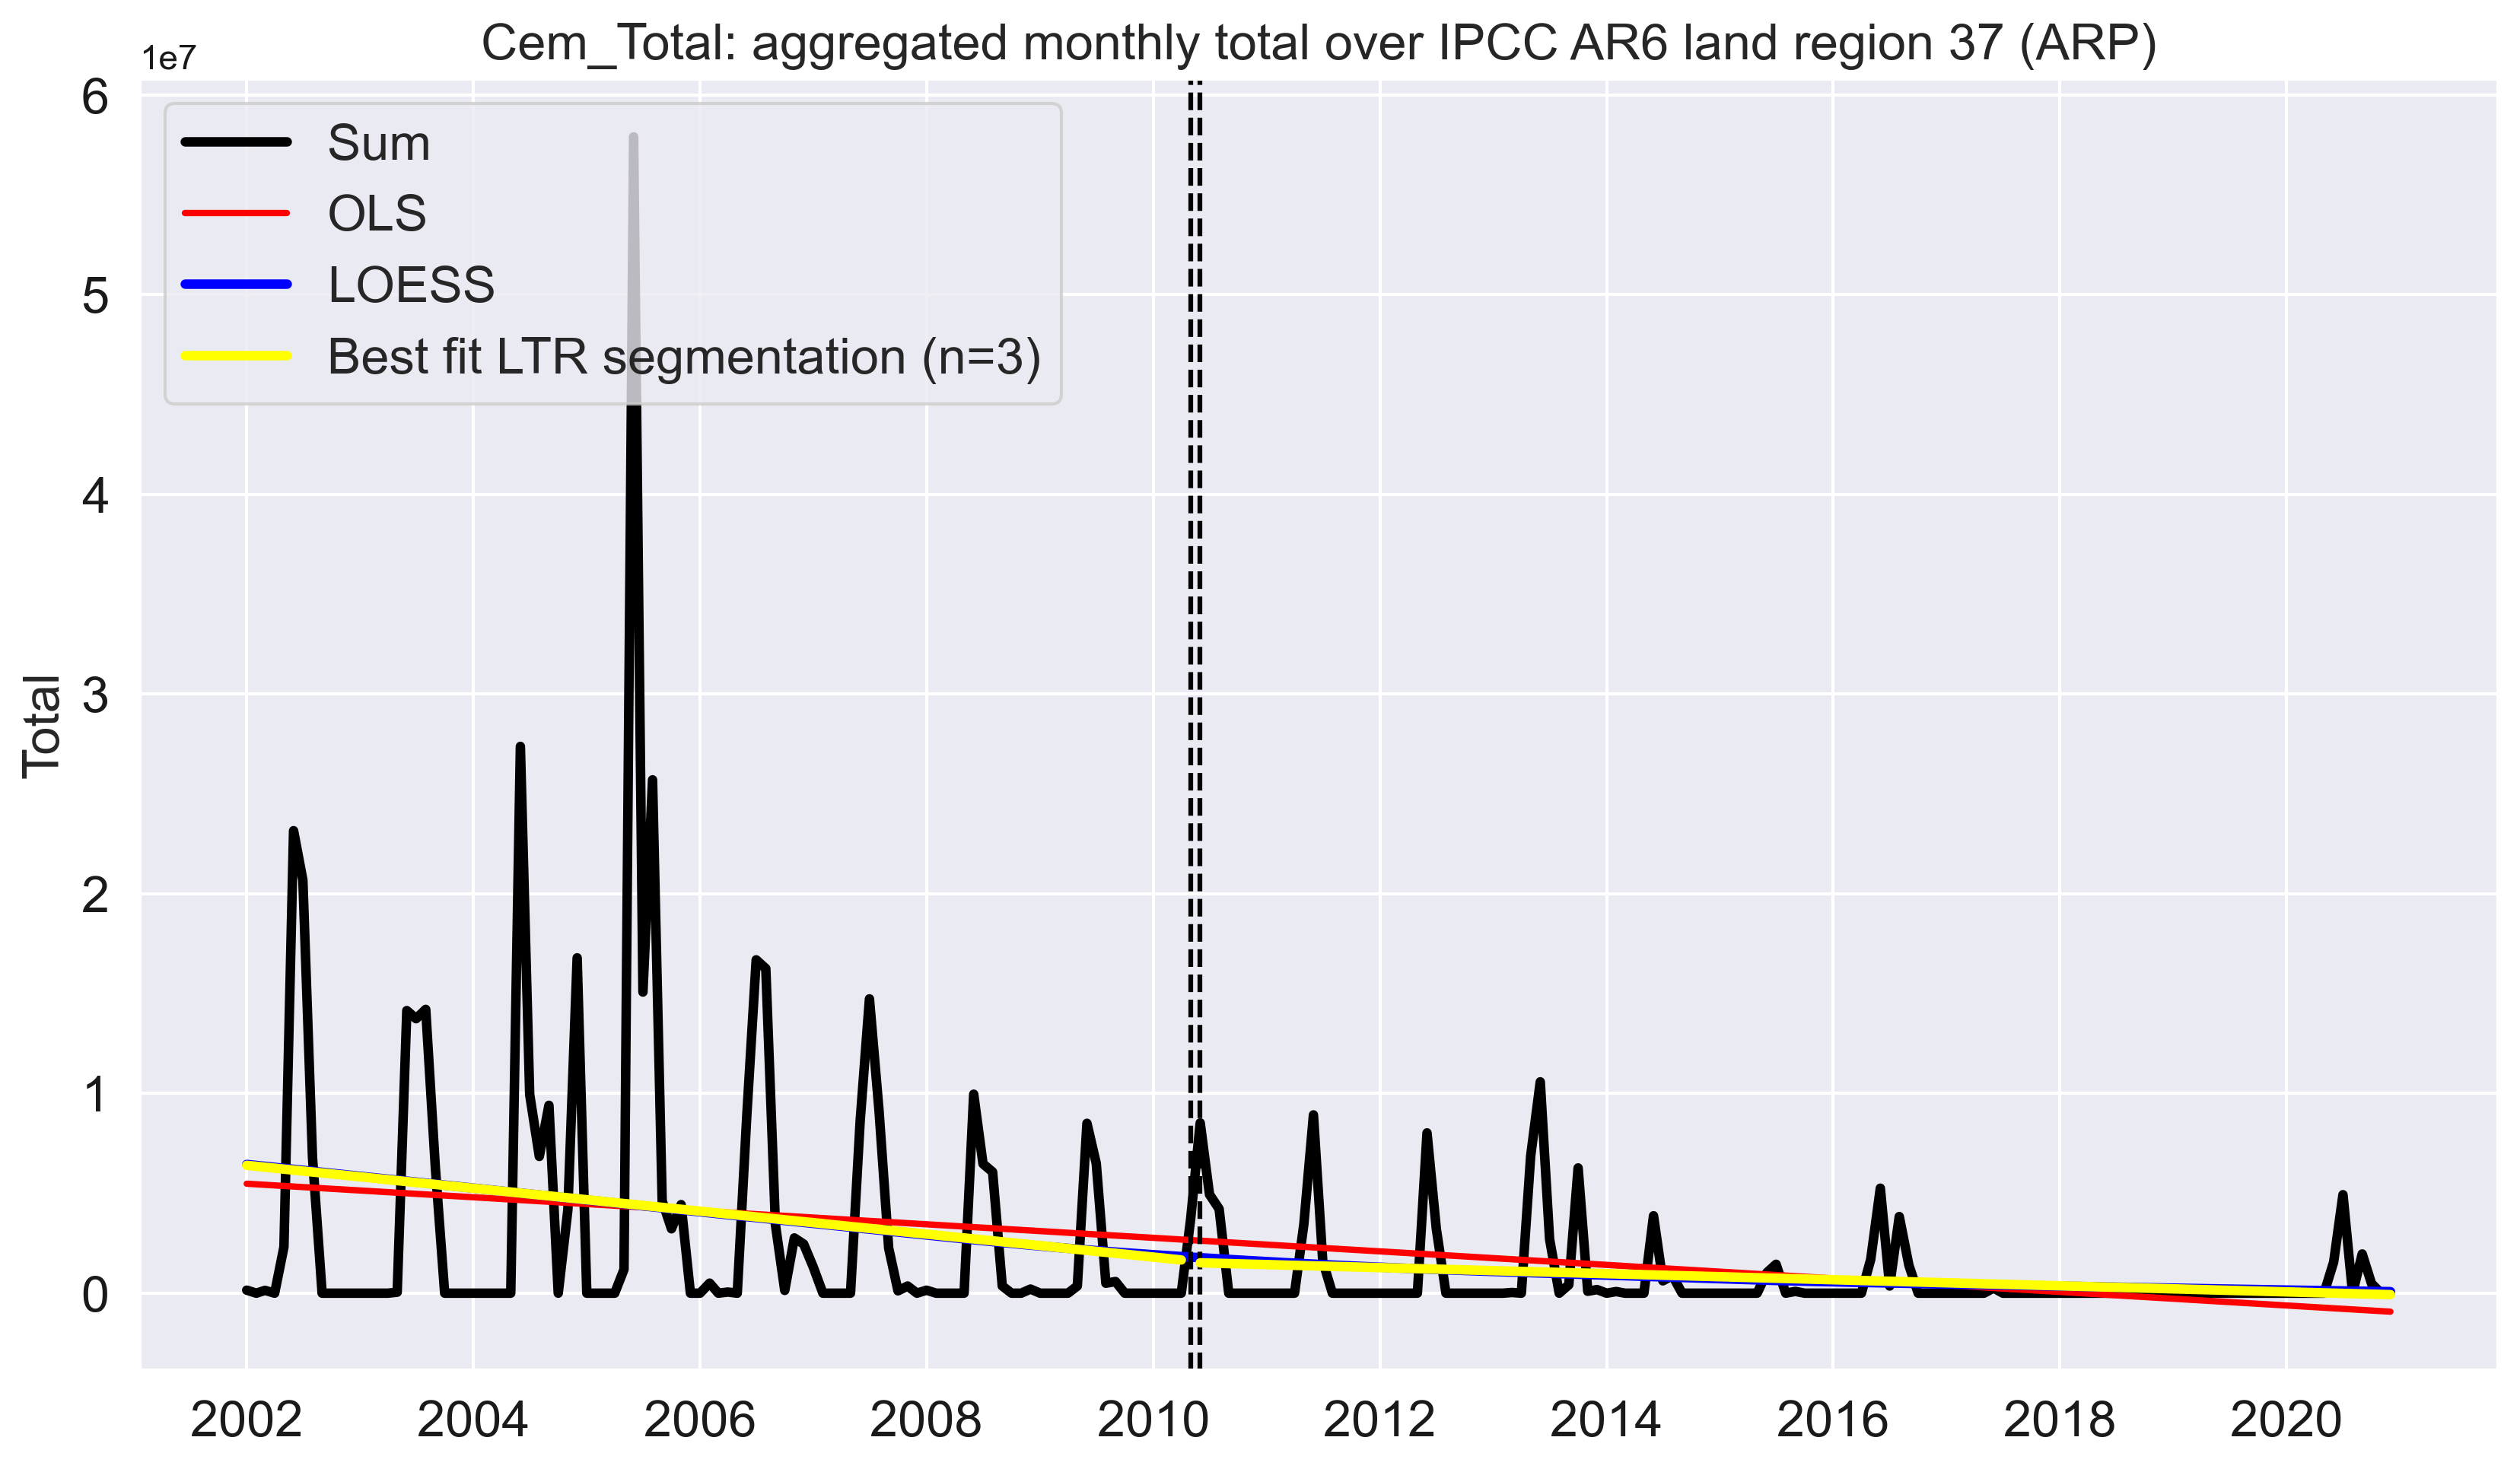 Cem_Total: aggregated monthly total over IPCC AR6 land region 37 (ARP)
1e7
6
5
4
3
2
1
0
Total
Sum
OLS
LOESS
Best fit LTR segmentation (n=3)
2002 2004 2006 2008 2010 2012 2014 2016 2018 2020